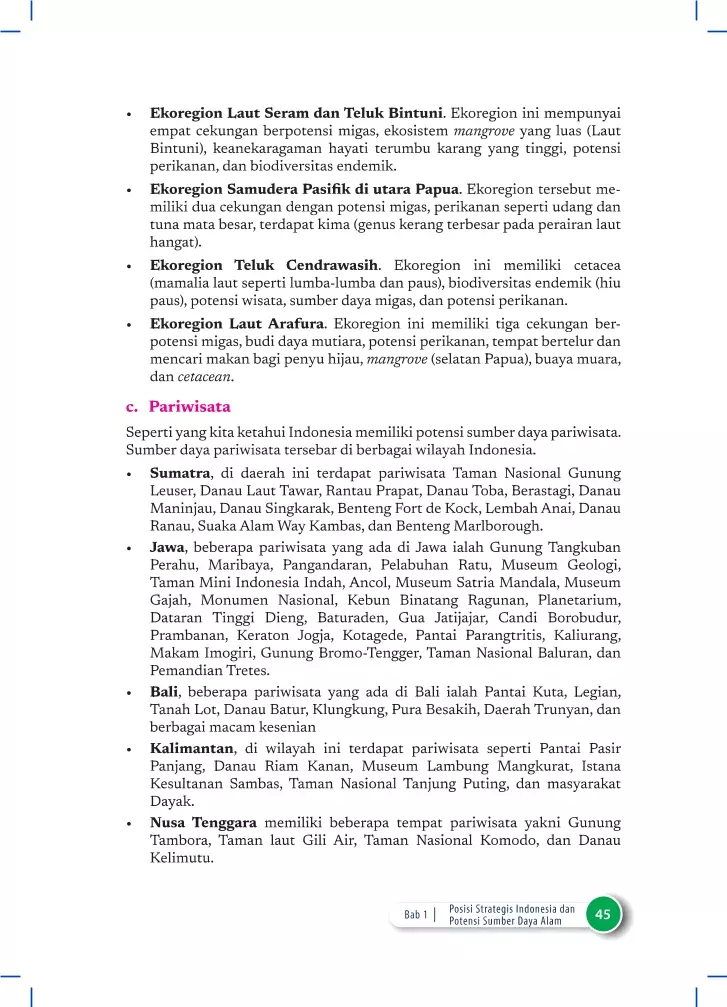 • Ekoregion Laut Seram dan Teluk Bintuni. Ekoregion ini mempunyai
empat cekungan berpotensi migas, ekosistem mangrove yang luas (Laut
Bintuni), keanekaragaman hayati terumbu karang yang tinggi, potensi
perikanan, dan biodiversitas endemik.
• Ekoregion Samudera Pasifik di utara Papua. Ekoregion tersebut me-
miliki dua cekungan dengan potensi migas, perikanan seperti udang dan
tuna mata besar, terdapat kima (genus kerang terbesar pada perairan laut
hangat).
• Ekoregion Teluk Cendrawasih. Ekoregion ini memiliki cetacea
(mamalia laut seperti lumba-lumba dan paus), biodiversitas endemik (hiu
paus), potensi wisata, sumber daya migas, dan potensi perikanan.
• Ekoregion Laut Arafura. Ekoregion ini memiliki tiga cekungan ber-
potensi migas, budi daya mutiara, potensi perikanan, tempat bertelur dan
mencari makan bagi penyu hijau, mangrove (selatan Papua), buaya muara,
dan cetacean.
c. Pariwisata
Seperti yang kita ketahui Indonesia memiliki potensi sumber daya pariwisata.
Sumber daya pariwisata tersebar di berbagai wilayah Indonesia.
• Sumatra, di daerah ini terdapat pariwisata Taman Nasional Gunung
Leuser, Danau Laut Tawar, Rantau Prapat, Danau Toba, Berastagi, Danau
Maninjau, Danau Singkarak, Benteng Fort de Kock, Lembah Anai, Danau
Ranau, Suaka Alam Way Kambas, dan Benteng Marlborough.
• Jawa, beberapa pariwisata yang ada di Jawa ialah Gunung Tangkuban
Perahu, Maribaya, Pangandaran, Pelabuhan Ratu, Museum Geologi,
Taman Mini Indonesia Indah, Ancol, Museum Satria Mandala, Museum
Gajah, Monumen Nasional, Kebun Binatang Ragunan, Planetarium,
Dataran Tinggi Dieng, Baturaden, Gua Jatijajar, Candi Borobudur,
Prambanan, Keraton Jogja, Kotagede, Pantai Parangtritis, Kaliurang,
Makam Imogiri, Gunung Bromo-Tengger, Taman Nasional Baluran, dan
Pemandian Tretes.
• Bali, beberapa pariwisata yang ada di Bali ialah Pantai Kuta, Legian,
Tanah Lot, Danau Batur, Klungkung, Pura Besakih, Daerah Trunyan, dan
berbagai macam kesenian
• Kalimantan, di wilayah ini terdapat pariwisata seperti Pantai Pasir
Panjang, Danau Riam Kanan, Museum Lambung Mangkurat, Istana
Kesultanan Sambas, Taman Nasional Tanjung Puting, dan masyarakat
Dayak.
• Nusa Tenggara memiliki beberapa tempat pariwisata yakni Gunung
Tambora, Taman laut Gili Air, Taman Nasional Komodo, dan Danau
Kelimutu.
Bab 1 | Posisi Strategis Indonesia dan
Potensi Sumber Daya Alam
45